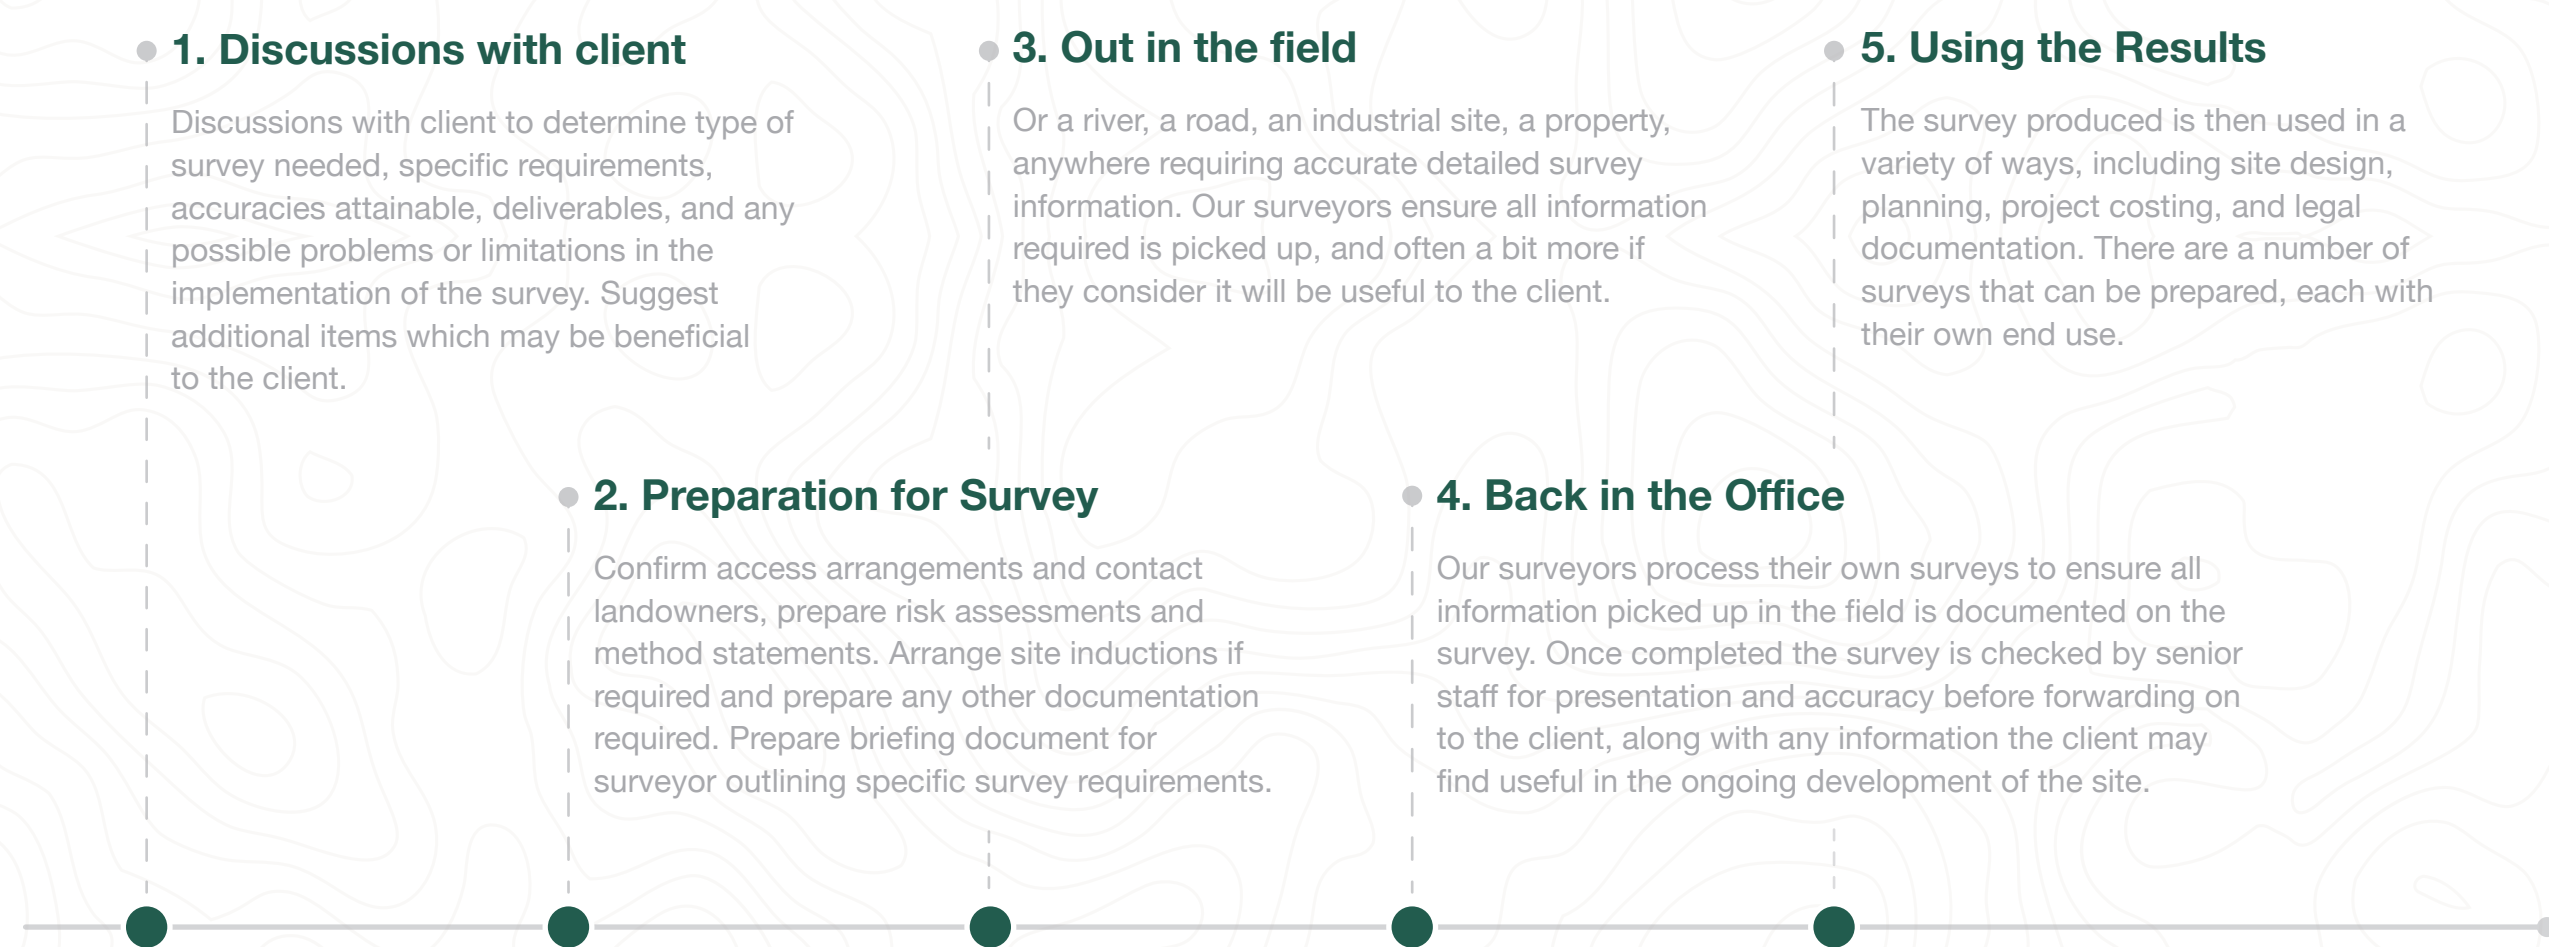 1. Discussions with client
Discussions with client to determine type of
survey needed, specific requirements,
accuracies attainable, deliverables, and any
possible problems or limitations in the
implementation of the survey. Suggest
additional items which may be beneficial
to the client.
2. Preparation for Survey
Confirm access arrangements and contact
landowners, prepare risk assessments and
method statements. Arrange site inductions if
required and prepare any other documentation
required. Prepare briefing document for
surveyor outlining specific survey requirements.
3. Out in the field
Or a river, a road, an industrial site, a property,
anywhere requiring accurate detailed survey
information. Our surveyors ensure all information
required is picked up, and often a bit more if
they consider it will be useful to the client.
4. Back in the Office
Our surveyors process their own surveys to ensure all
information picked up in the field is documented on the
survey. Once completed the survey is checked by senior
staff for presentation and accuracy before forwarding on
to the client, along with any information the client may
find useful in the ongoing development of the site.
5. Using the Results
The survey produced is then used in a
variety of ways, including site design,
planning, project costing, and legal
documentation. There are a number of
surveys that can be prepared, each with
their own end use.